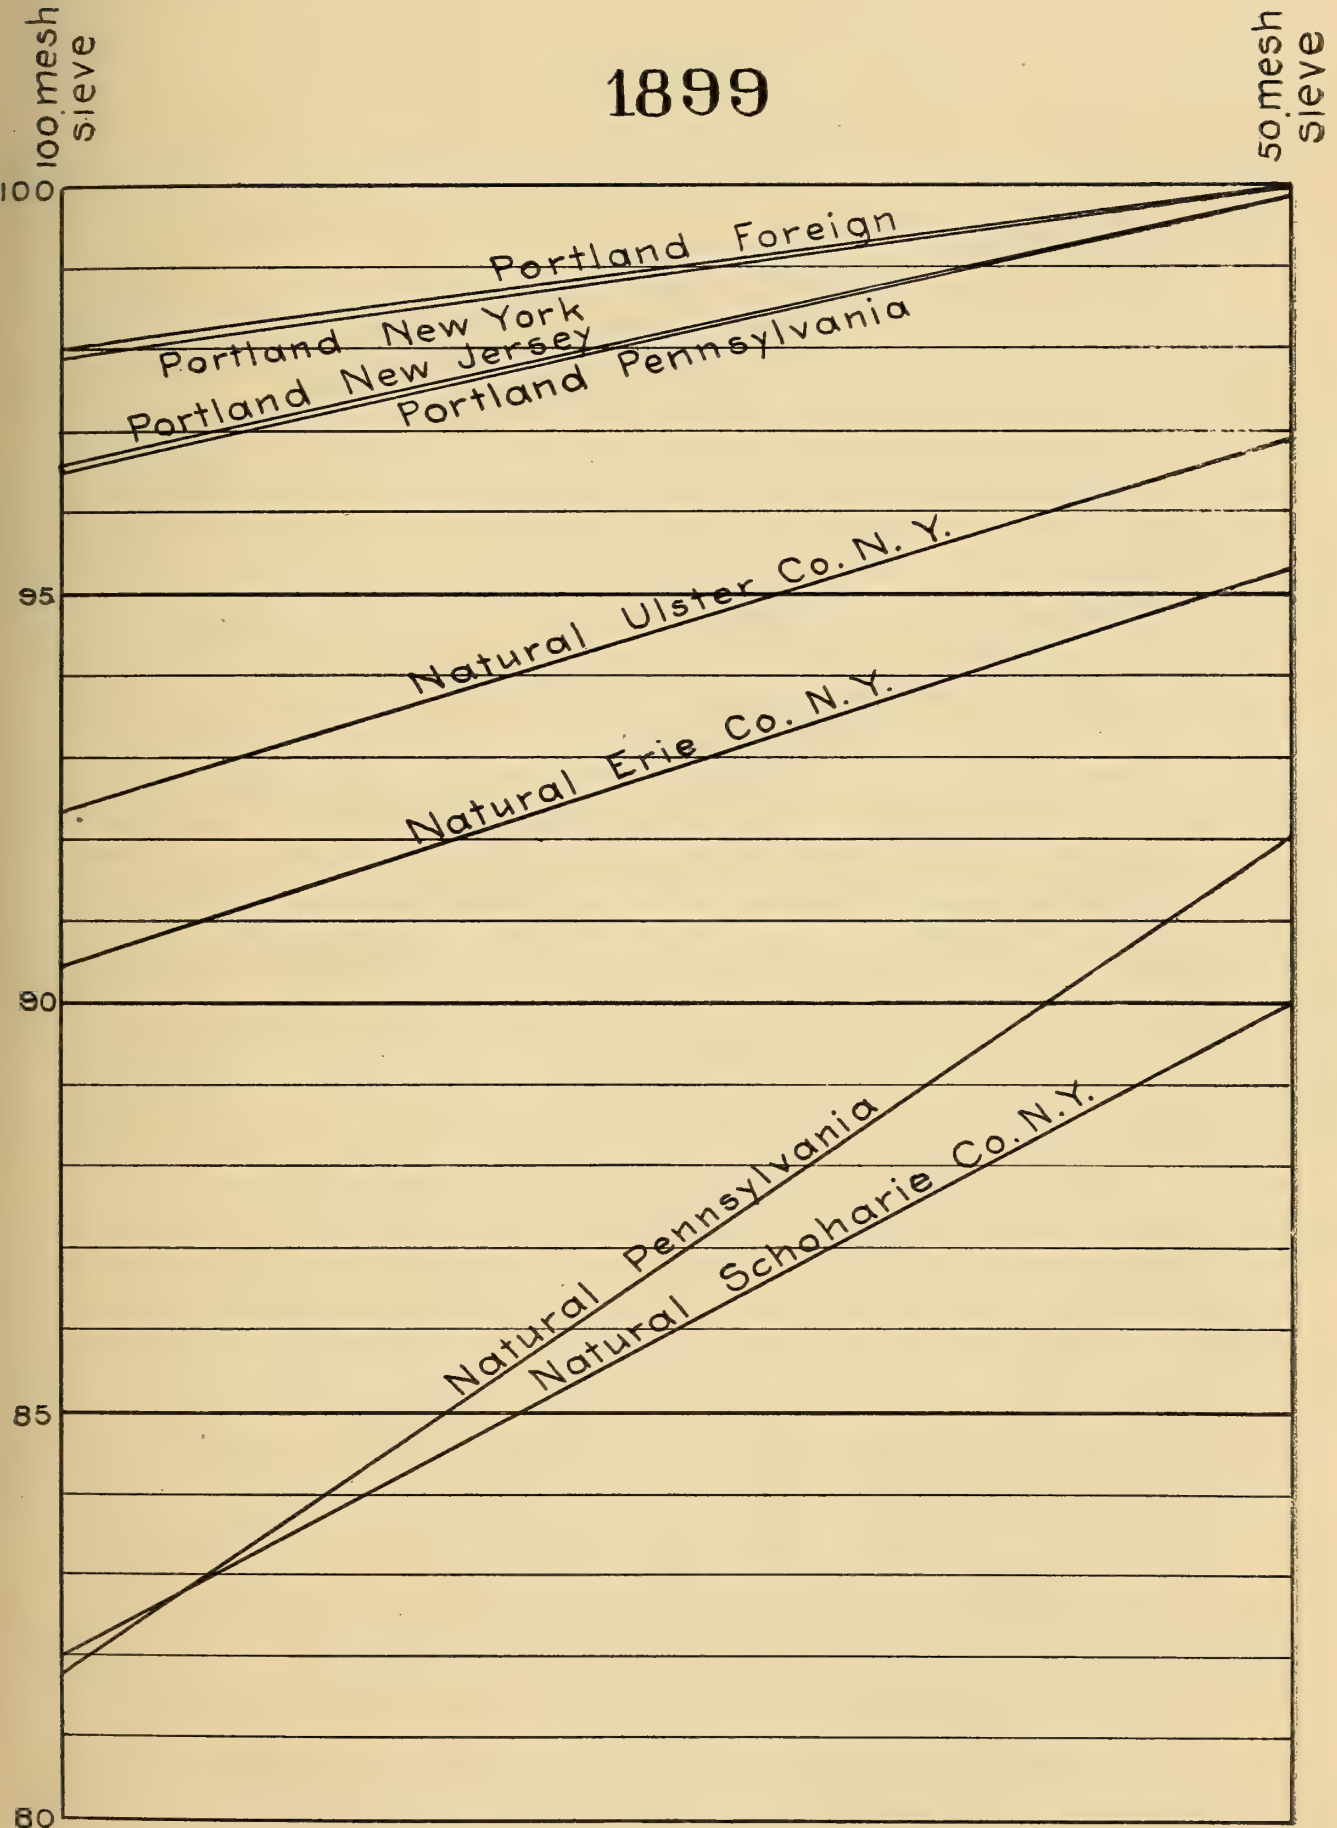 100 mesh
sieve
1899
50 mesh
sieve
100
Portland Foreign
Portland New York
Portland New Jersey
Portland Pennsylvania
95
Natural Ulster Co. N. Y.
Natural Erie Co. N. Y.
90
Natural Pennsylvania
Natural Schoharie Co. N.Y.
85
80